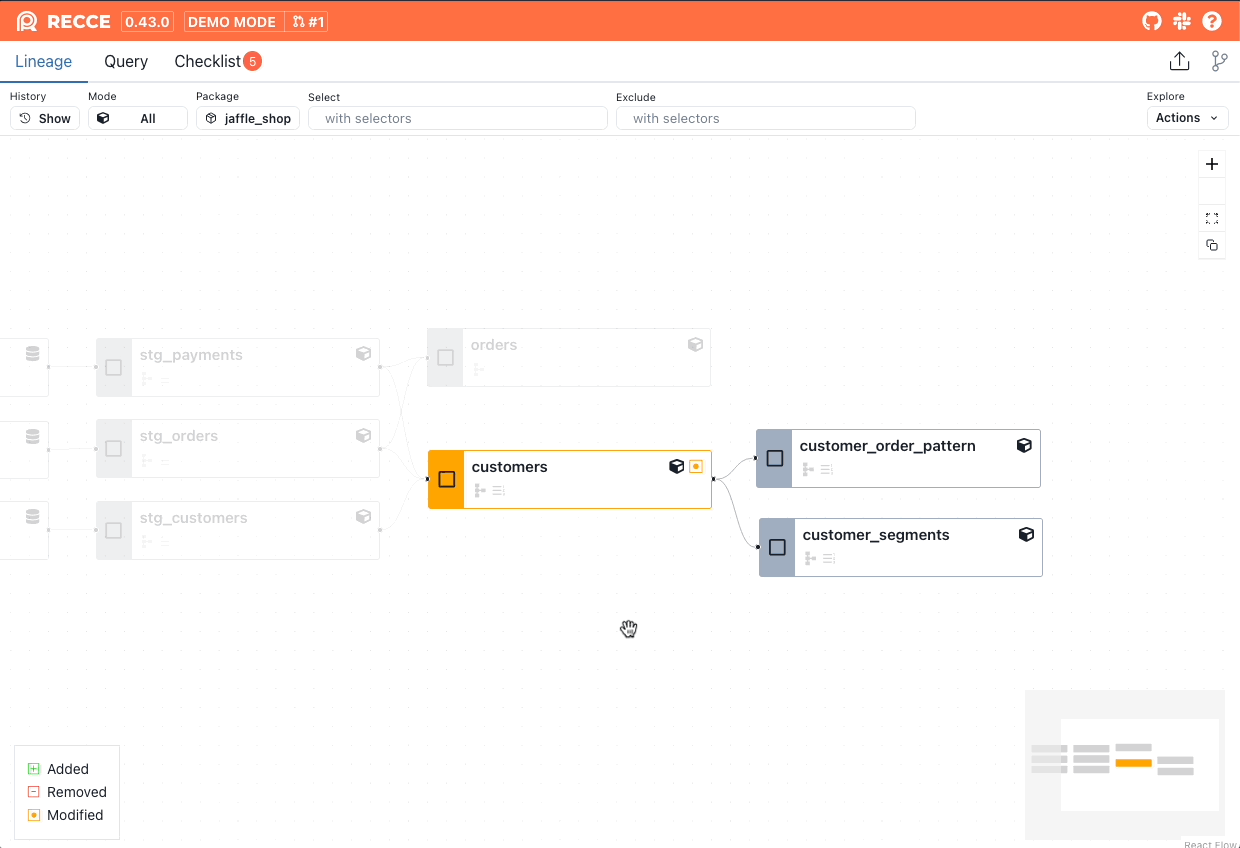 RECCE 0.43.0 DEMO MODE #1
Lineage Query Checklist 5
History Mode Package Select Exclude Explore
Show All jaffle_shop with selectors with selectors Actions
orders
stg_payments
stg_orders
customer_order_pattern
customers
stg_customers
customer_segments
Added
Removed
Modified
React Flow